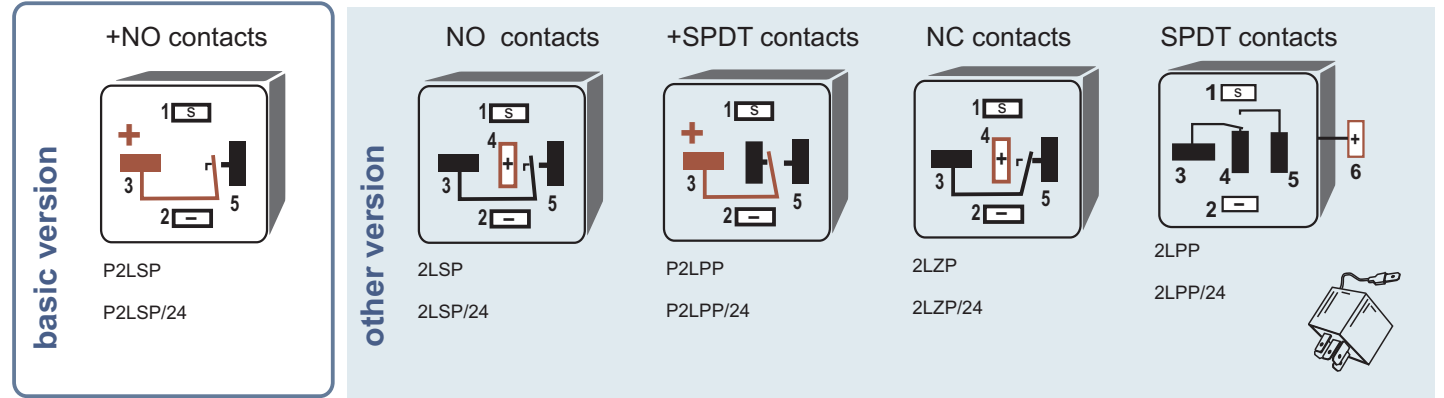 basic version
+NO contacts
1 S
+
3
5
2 −
P2LSP
P2LSP/24
other version
NO contacts
1 S
4
+
3
5
2 −
2LSP
2LSP/24
+SPDT contacts
1 S
+
3
5
2 −
P2LPP
P2LPP/24
NC contacts
1 S
4
+
3
5
2 −
2LZP
2LZP/24
SPDT contacts
1 S
+
3 4 5 6
2 −
2LPP
2LPP/24